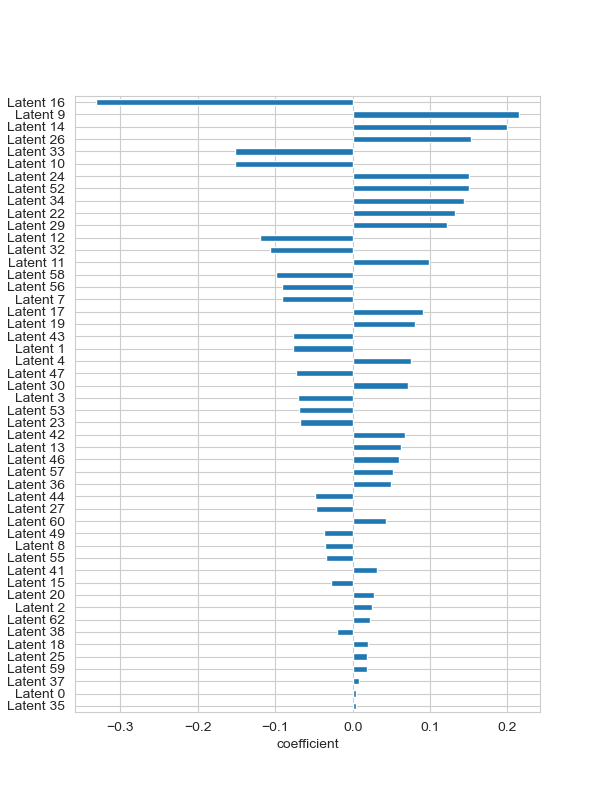 Latent 16
Latent 9
Latent 14
Latent 26
Latent 33
Latent 10
Latent 24
Latent 52
Latent 34
Latent 22
Latent 29
Latent 12
Latent 32
Latent 11
Latent 58
Latent 56
Latent 7
Latent 17
Latent 19
Latent 43
Latent 1
Latent 4
Latent 47
Latent 30
Latent 3
Latent 53
Latent 23
Latent 42
Latent 13
Latent 46
Latent 57
Latent 36
Latent 44
Latent 27
Latent 60
Latent 49
Latent 8
Latent 55
Latent 41
Latent 15
Latent 20
Latent 2
Latent 62
Latent 38
Latent 18
Latent 25
Latent 59
Latent 37
Latent 0
Latent 35
−0.3 −0.2 −0.1 0.0 0.1 0.2
coefficient